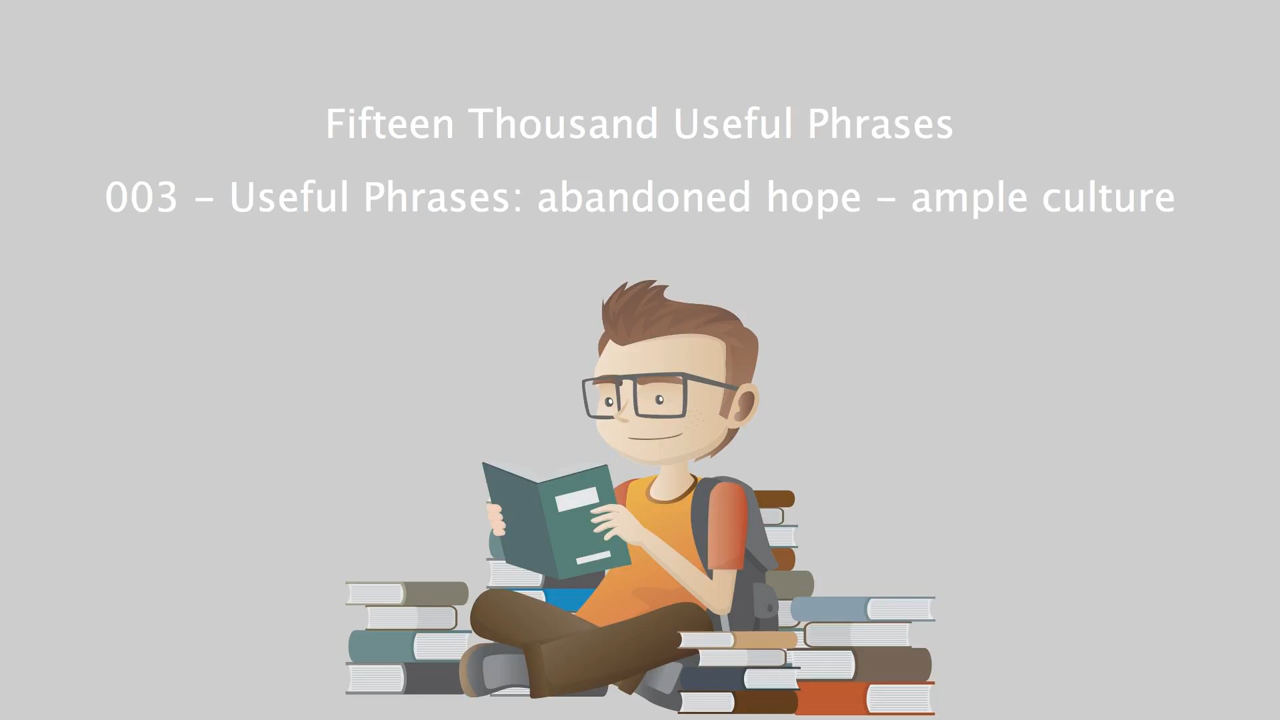 Fifteen Thousand Useful Phrases
003 – Useful Phrases: abandoned hope – ample culture